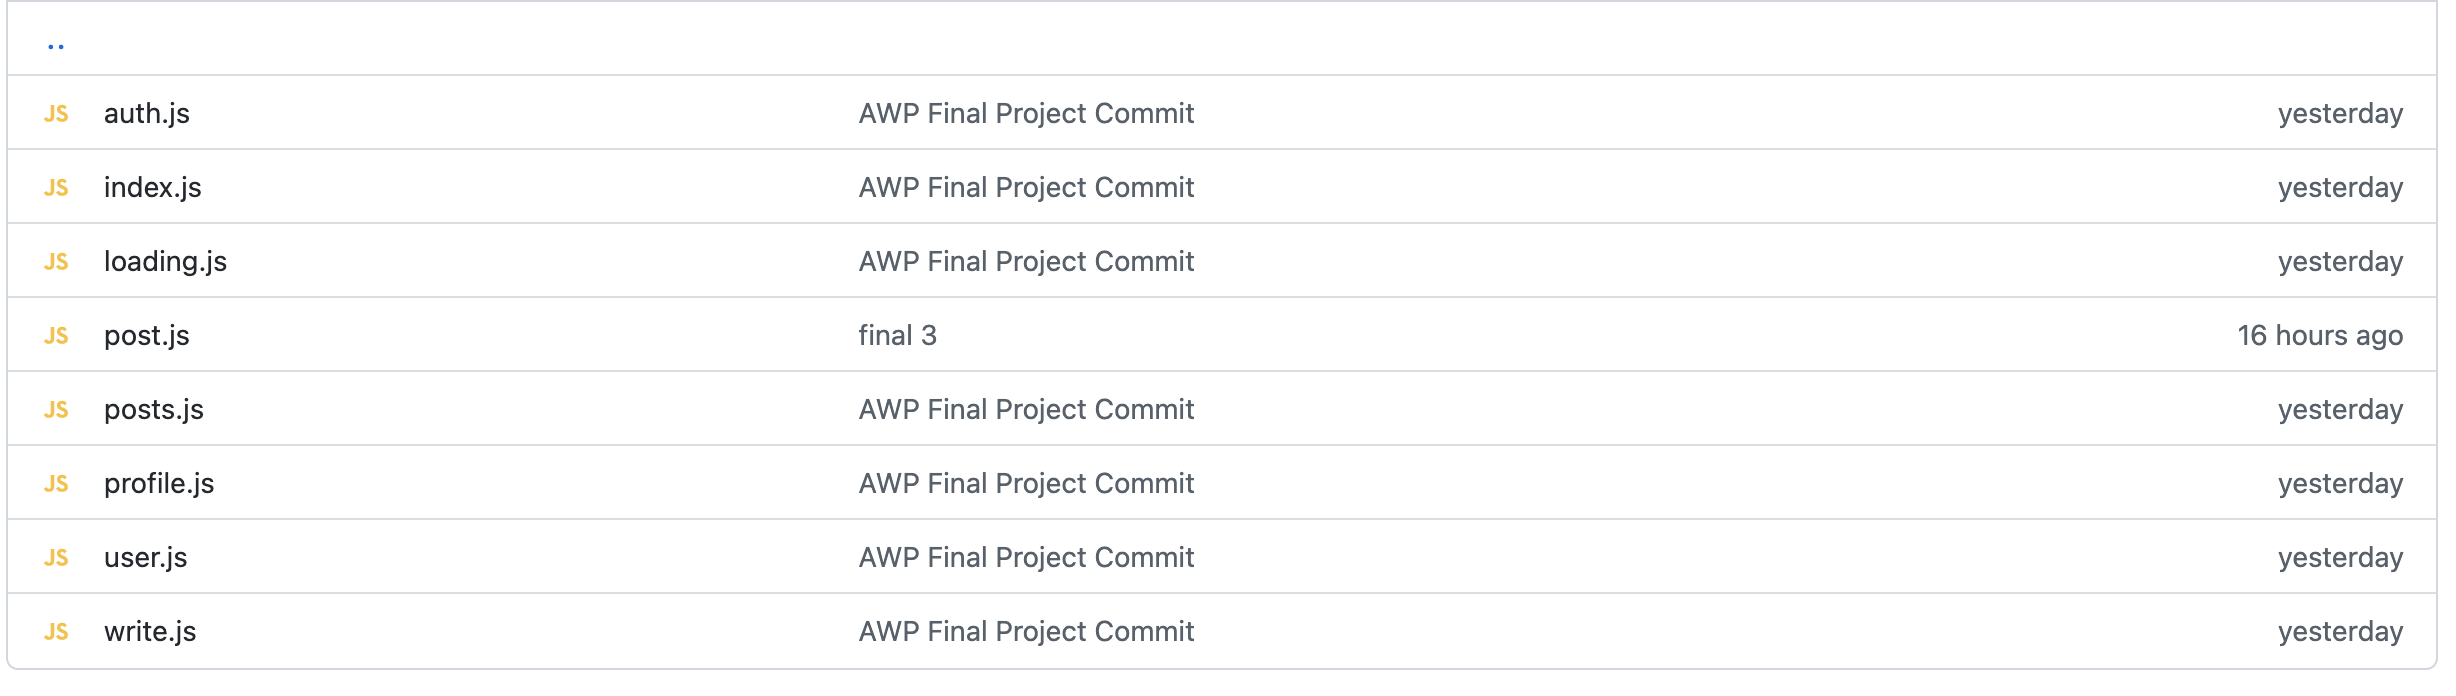 ..
JS auth.js AWP Final Project Commit yesterday
JS index.js AWP Final Project Commit yesterday
JS loading.js AWP Final Project Commit yesterday
JS post.js final 3 16 hours ago
JS posts.js AWP Final Project Commit yesterday
JS profile.js AWP Final Project Commit yesterday
JS user.js AWP Final Project Commit yesterday
JS write.js AWP Final Project Commit yesterday